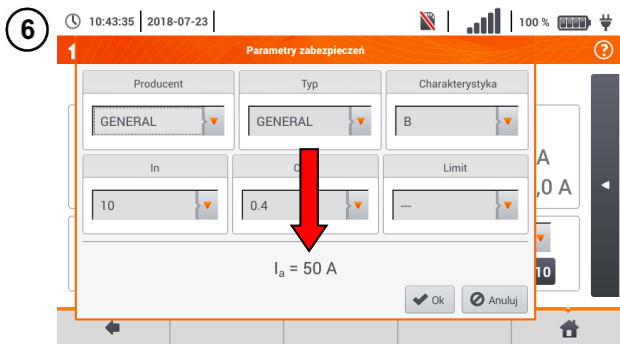 6
10:43:35 2018-07-23 100 %
1 Parametry zabezpieczeń ?
Producent Typ Charakterystyka
GENERAL GENERAL B
In Limit
10 0.4 ---
A
,0 A
10
Ia = 50 A
Ok Anuluj